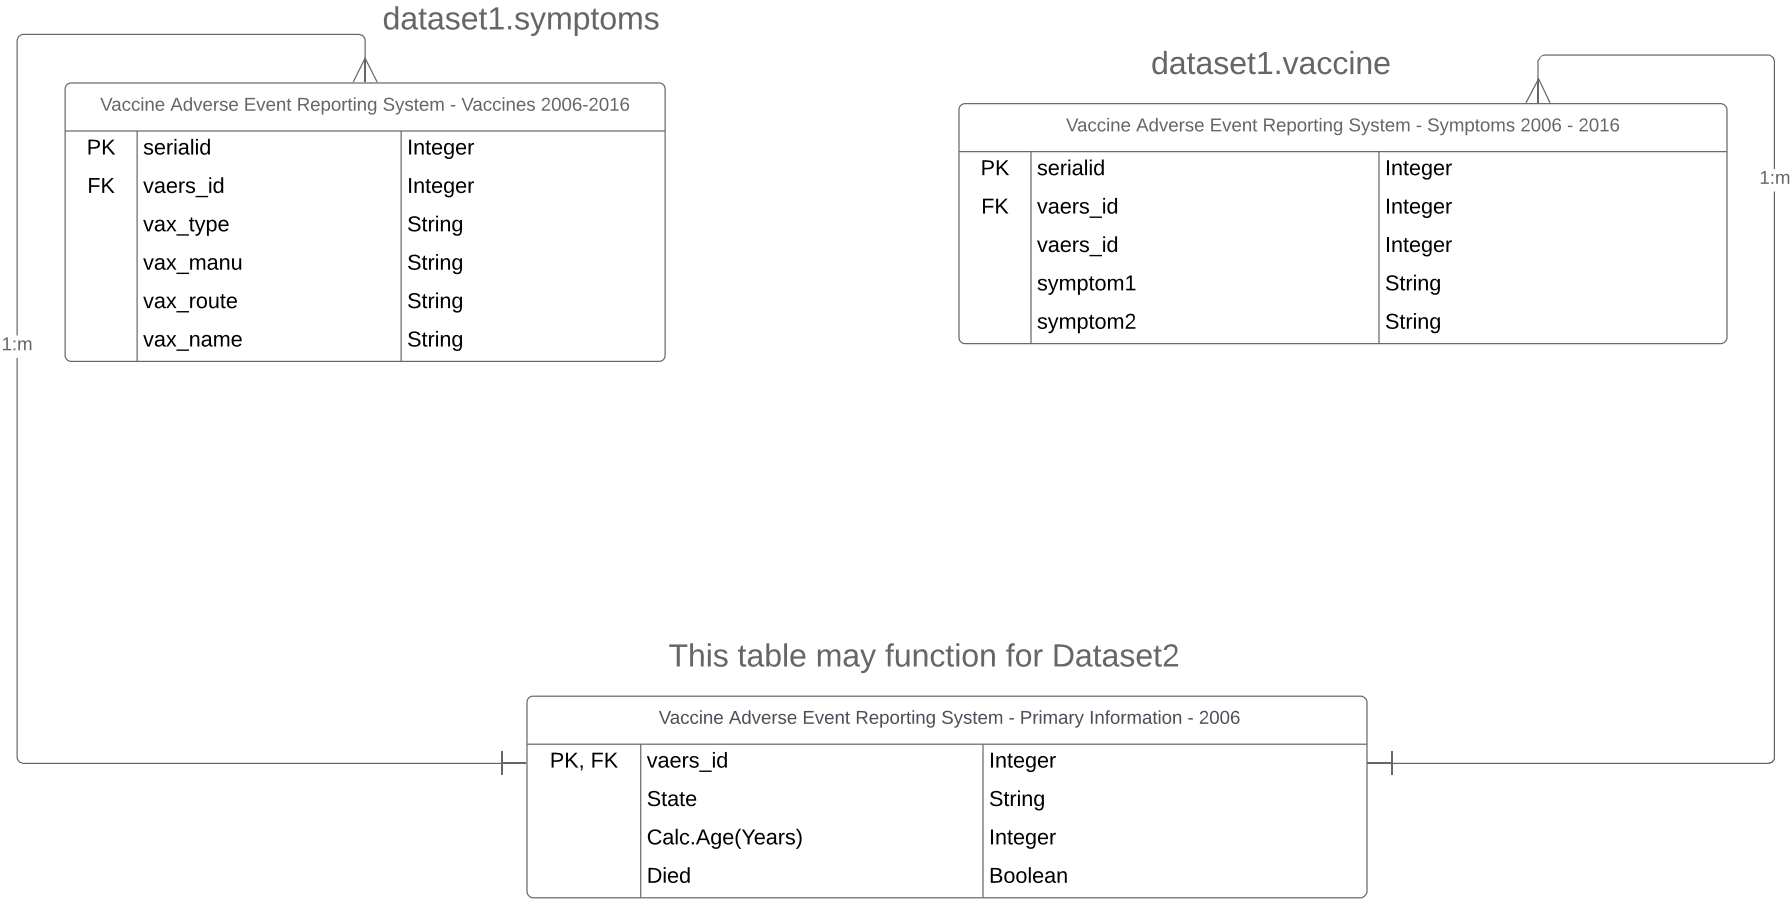 dataset1.symptoms
Vaccine Adverse Event Reporting System - Vaccines 2006-2016
PK serialid Integer
FK vaers_id Integer
vax_type String
vax_manu String
vax_route String
vax_name String
1:m
dataset1.vaccine
Vaccine Adverse Event Reporting System - Symptoms 2006 - 2016
PK serialid Integer
FK vaers_id Integer
vaers_id Integer
symptom1 String
symptom2 String
1:m
This table may function for Dataset2
Vaccine Adverse Event Reporting System - Primary Information - 2006
PK, FK vaers_id Integer
State String
Calc.Age(Years) Integer
Died Boolean